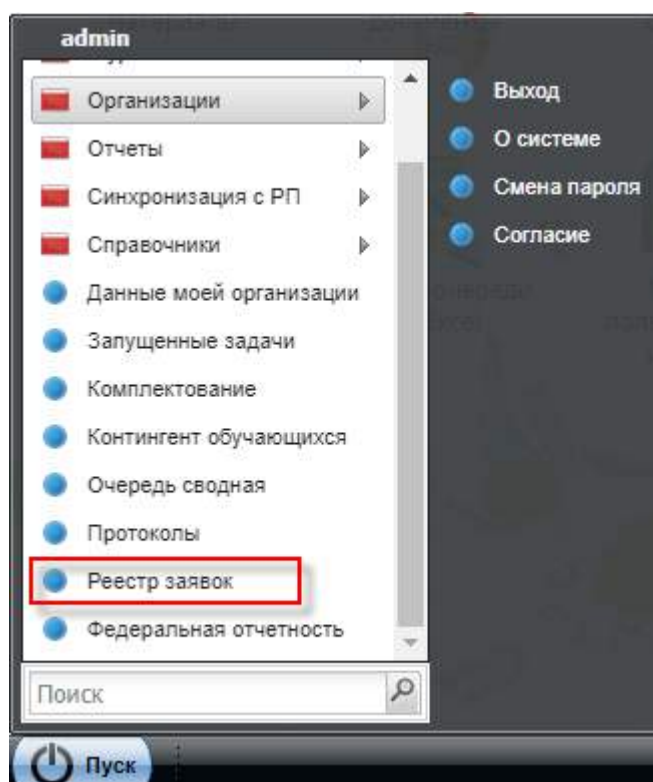 admin
Организации
Отчеты
Синхронизация с РП
Справочники
Данные моей организации
Запущенные задачи
Комплектование
Контингент обучающихся
Очередь сводная
Протоколы
Реестр заявок
Федеральная отчетность
Поиск
Пуск
Выход
О системе
Смена пароля
Согласие